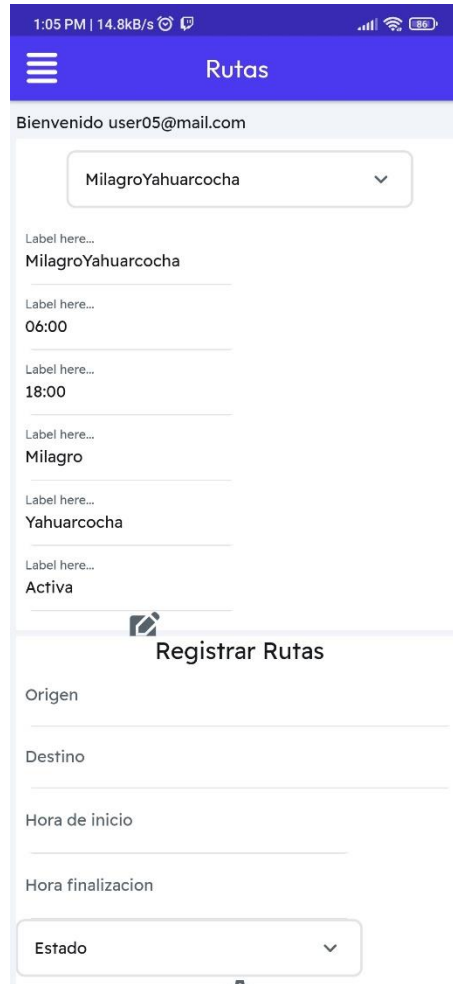 1:05 PM | 14.8kB/s
86
Rutas
Bienvenido user05@mail.com
MilagroYahuarcocha
Label here...
MilagroYahuarcocha
Label here...
06:00
Label here...
18:00
Label here...
Milagro
Label here...
Yahuarcocha
Label here...
Activa
Registrar Rutas
Origen
Destino
Hora de inicio
Hora finalizacion
Estado